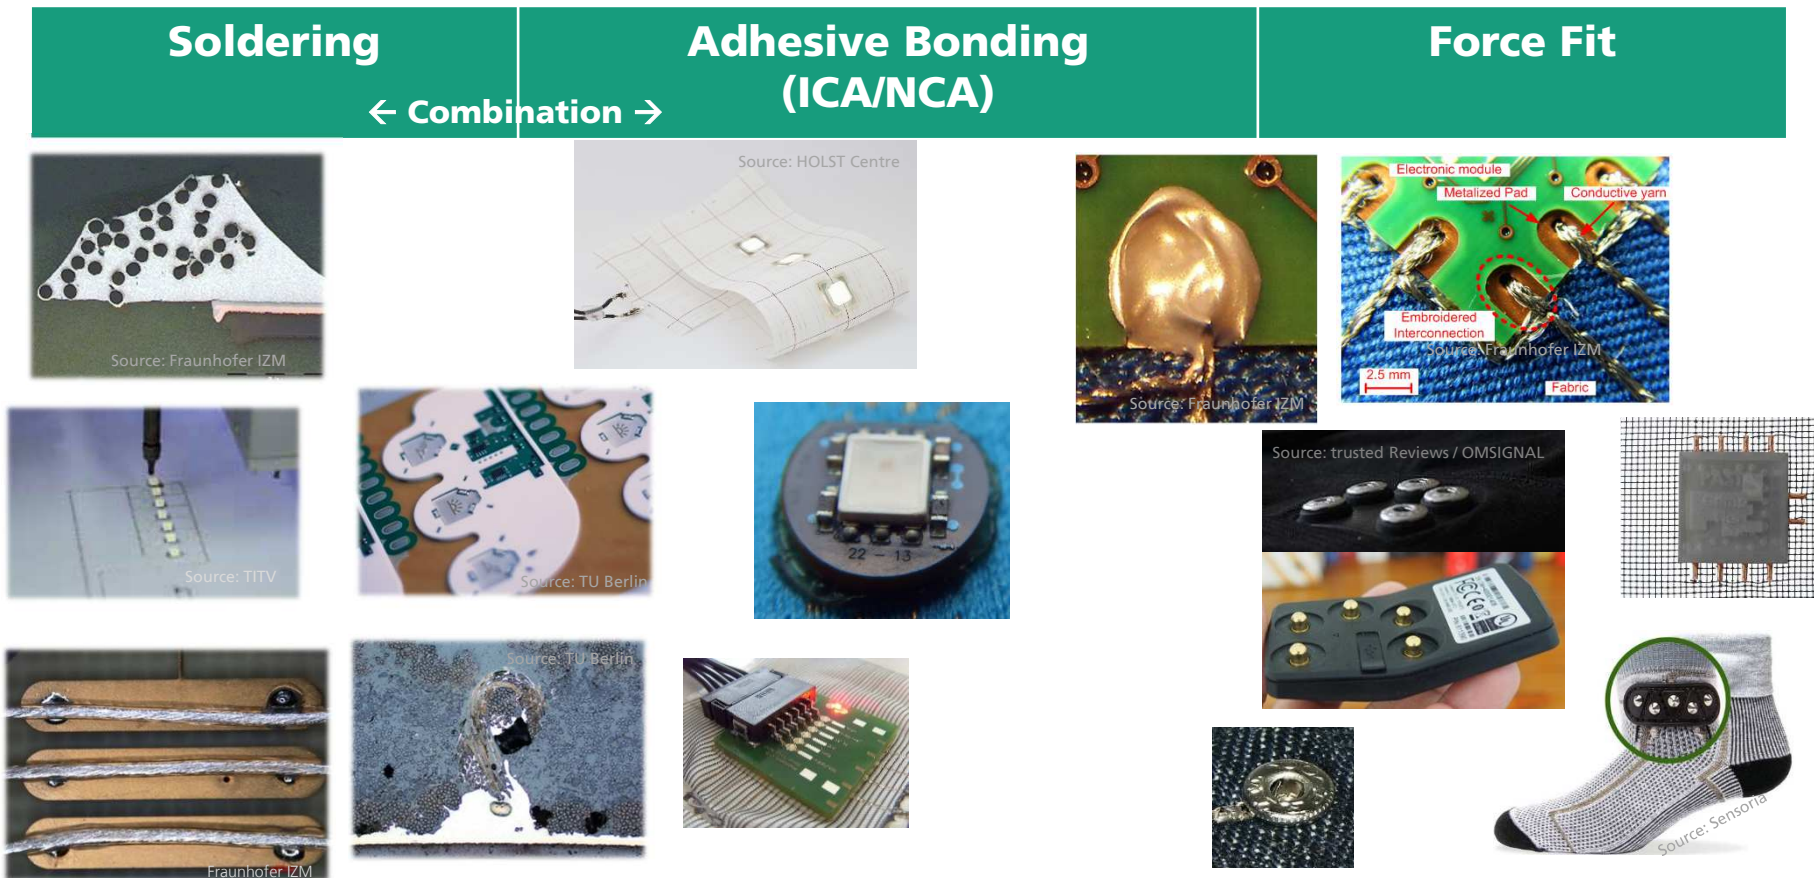 Soldering
Adhesive Bonding
(ICA/NCA)
Force Fit
← Combination →
Source: Fraunhofer IZM
Source: HOLST Centre
Source: Fraunhofer IZM
Electronic module
Metalized Pad
Conductive yarn
Embroidered
Interconnection
Source: Fraunhofer IZM
2.5 mm
Fabric
Source: TITV
Source: TU Berlin
22 - 13
Source: trusted Reviews / OMSIGNAL
Source: TU Berlin
Fraunhofer IZM
Source: Sensoria